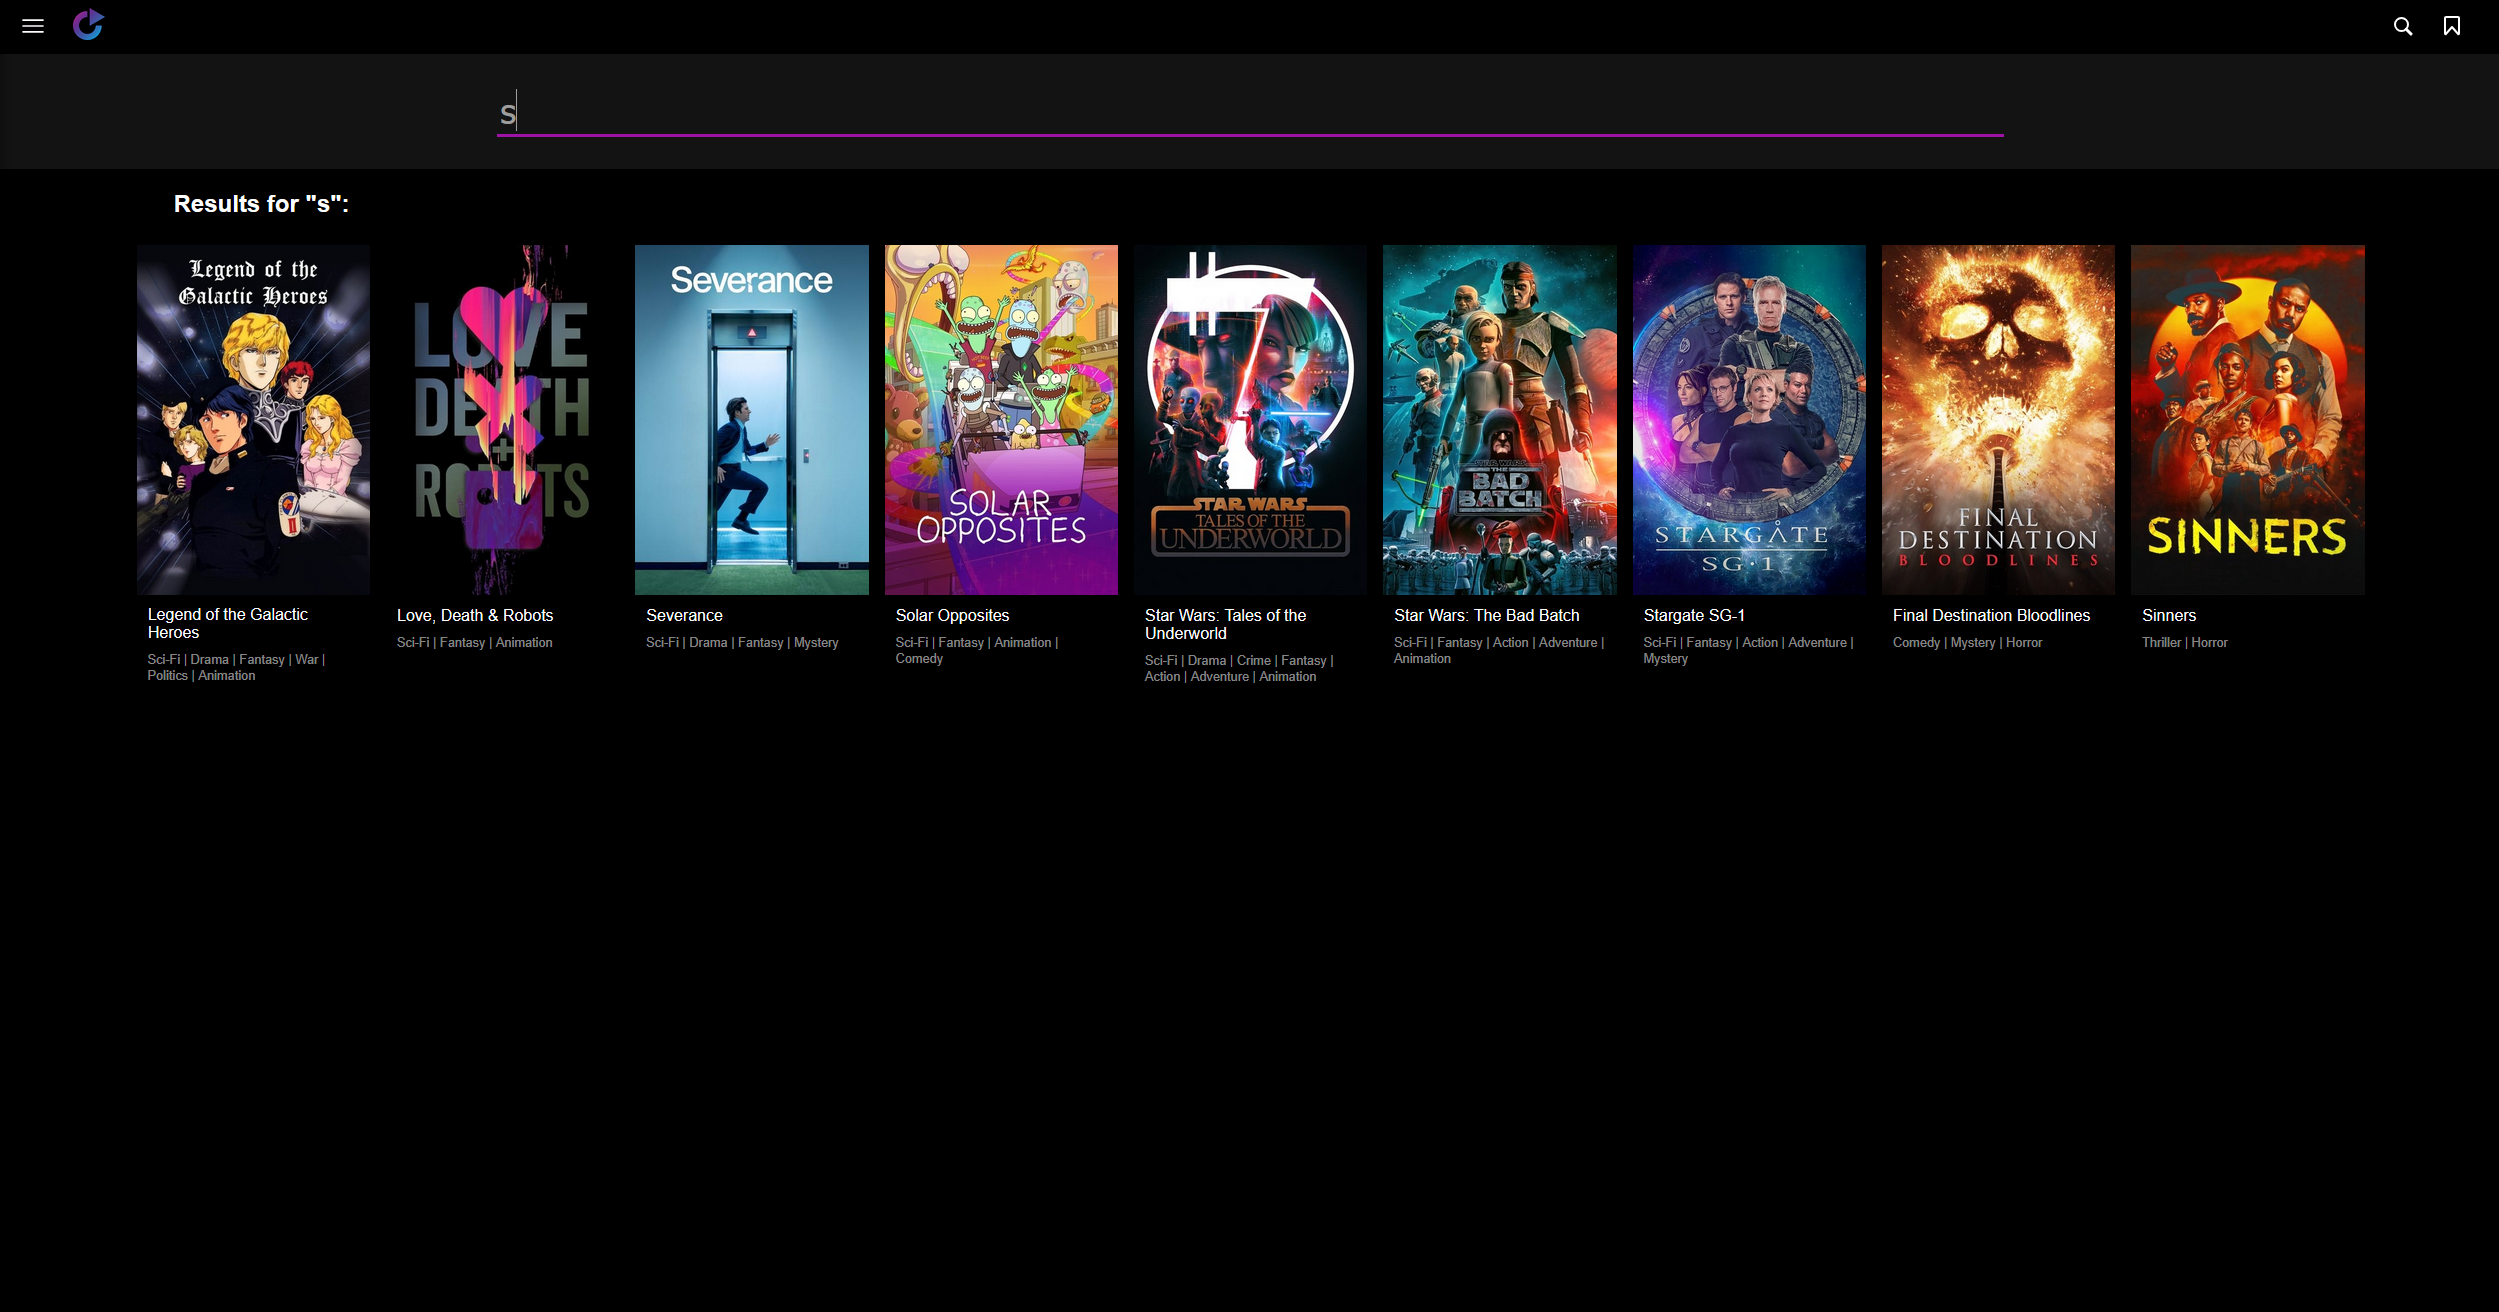 s
Results for "s":
Legend of the
Galactic Heroes
Legend of the Galactic
Heroes
Sci-Fi | Drama | Fantasy | War |
Politics | Animation
LOVE
DEATH
+
ROBOTS
Love, Death & Robots
Sci-Fi | Fantasy | Animation
Severance
Severance
Sci-Fi | Drama | Fantasy | Mystery
SOLAR
OPPOSITES
Solar Opposites
Sci-Fi | Fantasy | Animation |
Comedy
STAR WARS
TALES OF THE
UNDERWORLD
Star Wars: Tales of the
Underworld
Sci-Fi | Drama | Crime | Fantasy |
Action | Adventure | Animation
STAR WARS
THE
BAD
BATCH
Star Wars: The Bad Batch
Sci-Fi | Fantasy | Action | Adventure |
Animation
STARGATE
SG·1
Stargate SG-1
Sci-Fi | Fantasy | Action | Adventure |
Mystery
FINAL
DESTINATION
BLOODLINES
Final Destination Bloodlines
Comedy | Mystery | Horror
SINNERS
Sinners
Thriller | Horror